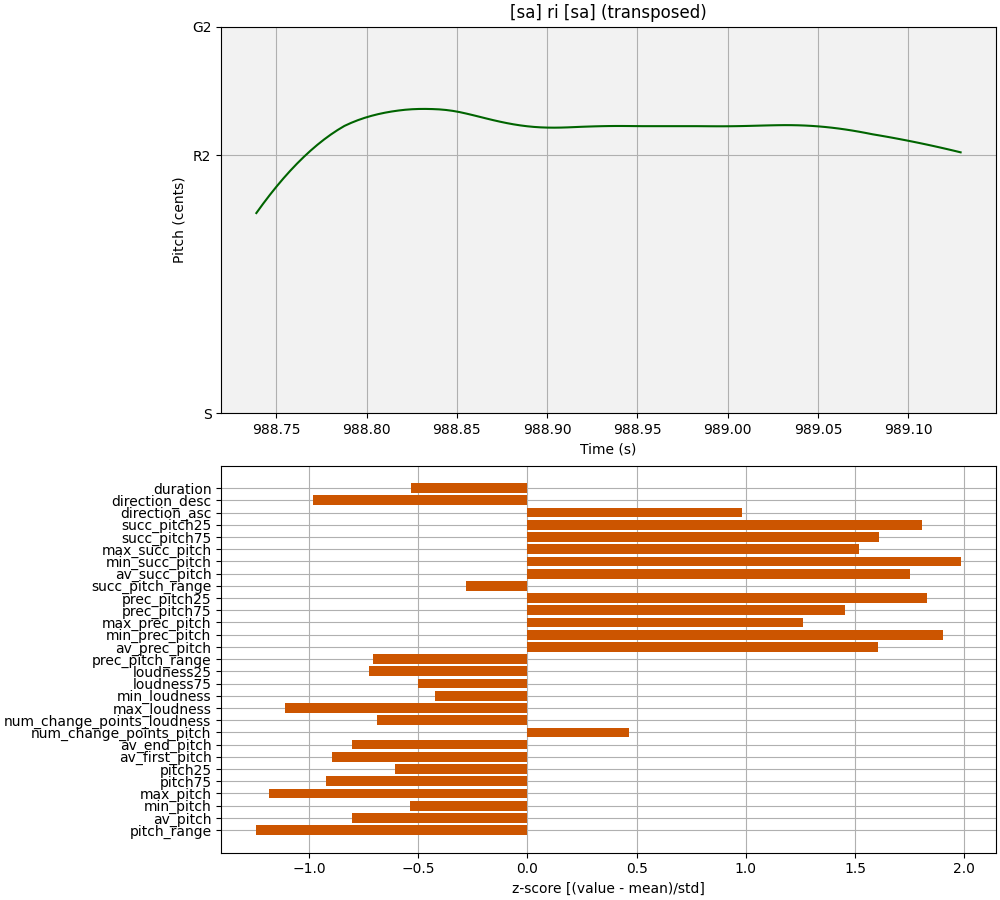 [sa] ri [sa] (transposed)
G2
R2
S
Pitch (cents)
988.75 988.80 988.85 988.90 988.95 989.00 989.05 989.10
Time (s)
duration
direction_desc
direction_asc
succ_pitch25
succ_pitch75
max_succ_pitch
min_succ_pitch
av_succ_pitch
succ_pitch_range
prec_pitch25
prec_pitch75
max_prec_pitch
min_prec_pitch
av_prec_pitch
prec_pitch_range
loudness25
loudness75
min_loudness
max_loudness
num_change_points_loudness
num_change_points_pitch
av_end_pitch
av_first_pitch
pitch25
pitch75
max_pitch
min_pitch
av_pitch
pitch_range
−1.0 −0.5 0.0 0.5 1.0 1.5 2.0
z-score [(value - mean)/std]